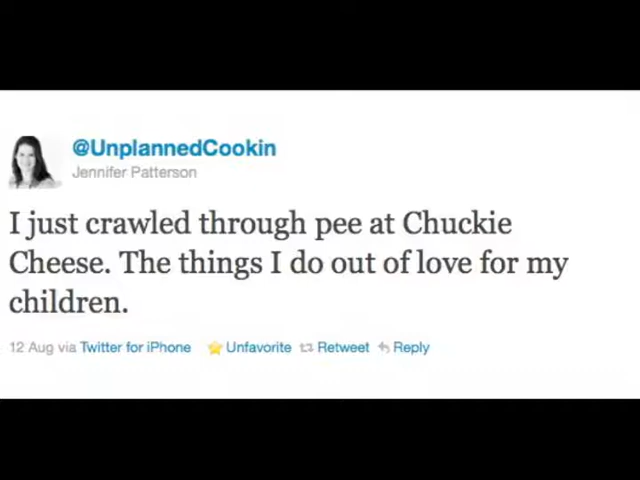 @UnplannedCookin
Jennifer Patterson
I just crawled through pee at Chuckie
Cheese. The things I do out of love for my
children.
12 Aug via Twitter for iPhone Unfavorite Retweet Reply